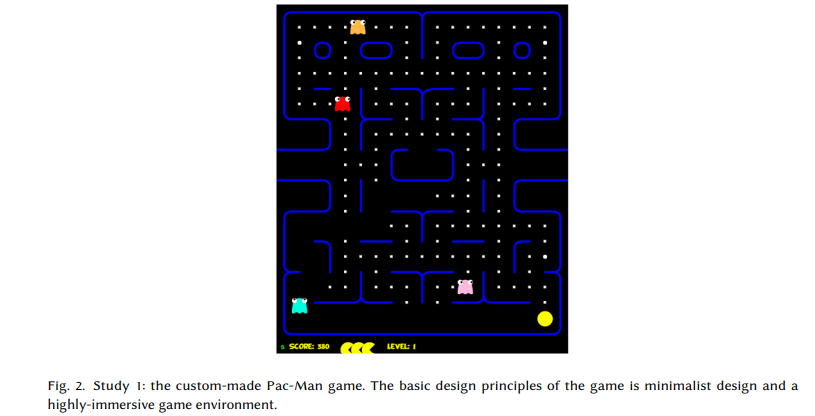 SCORE: 380 LEVEL: 1
Fig. 2. Study 1: the custom-made Pac-Man game. The basic design principles of the game is minimalist design and a
highly-immersive game environment.